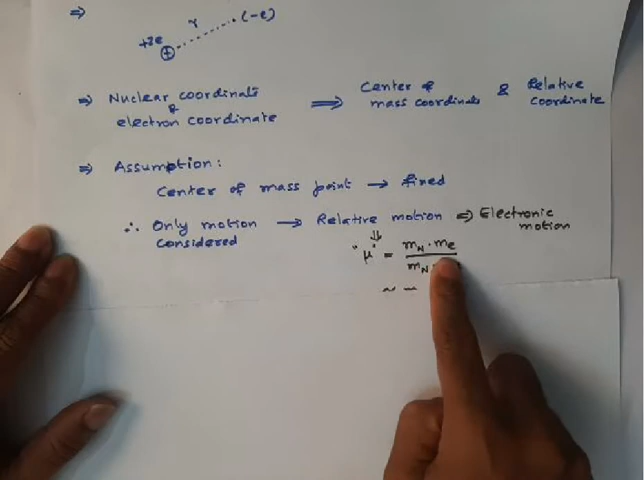 ⇒
r
(-e)
+ze
⊕
⇒ Nuclear coordinate & electron coordinate ⟹ Center of mass coordinate & Relative coordinate
⇒ Assumption:
Center of mass point → fixed
∴ Only motion → Relative motion ⇒ Electronic motion
considered
⇓
"μ" = mN . me
mN
≈